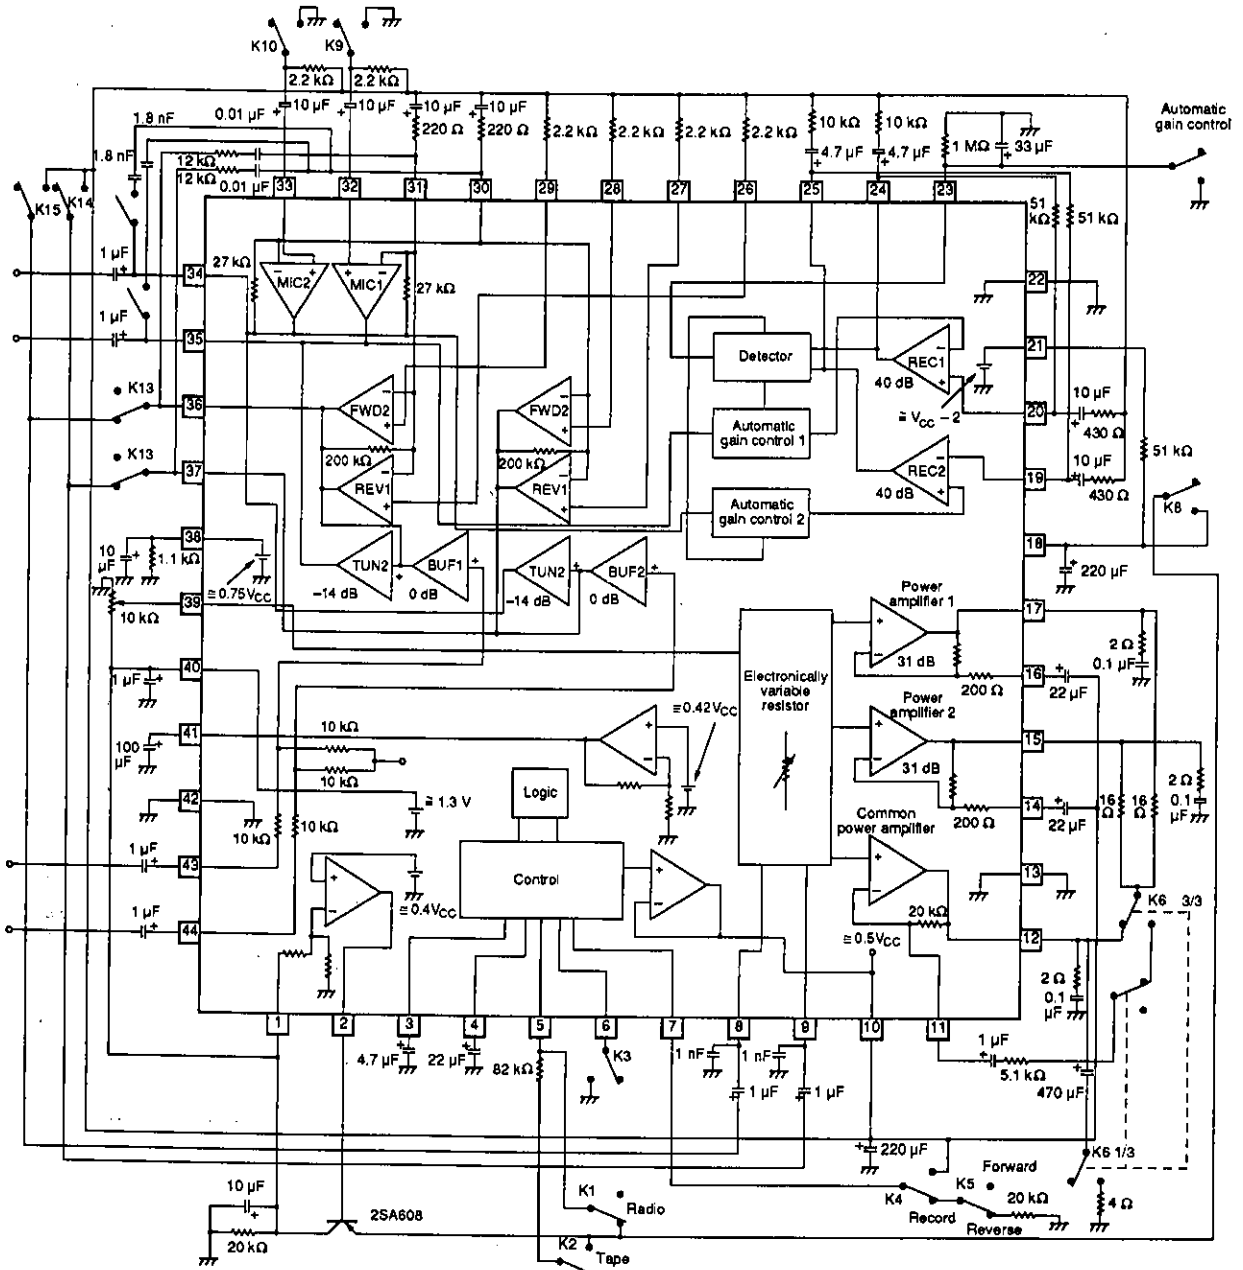 K10
K9
2.2 kΩ
2.2 kΩ
1.8 nF
0.01 µF
10 µF
10 µF
10 µF
10 µF
220 Ω
220 Ω
2.2 kΩ
2.2 kΩ
2.2 kΩ
2.2 kΩ
10 kΩ
10 kΩ
4.7 µF
4.7 µF
1 MΩ
33 µF
Automatic
gain control
1.8 nF
12 kΩ
12 kΩ
0.01 µF
K15
K14
33
32
31
30
29
28
27
26
25
24
23
51
kΩ
51 kΩ
1 µF
34
27 kΩ
MIC2
MIC1
27 kΩ
22
1 µF
35
Detector
REC1
40 dB
21
≅ VCC – 2
K13
36
FWD2
FWD2
Automatic
gain control 1
20
10 µF
430 Ω
51 kΩ
K13
37
200 kΩ
200 kΩ
REV1
REV1
REC2
40 dB
19
10 µF
430 Ω
Automatic
gain control 2
K8
38
10
µF
1.1 kΩ
≅ 0.75VCC
TUN2
–14 dB
BUF1
0 dB
TUN2
–14 dB
BUF2
0 dB
18
220 µF
39
10 kΩ
Power
amplifier 1
31 dB
17
2 Ω
0.1 µF
40
1 µF
Electronically
variable
resistor
200 Ω
16
22 µF
41
100
µF
10 kΩ
10 kΩ
≅ 0.42VCC
Power
amplifier 2
31 dB
15
2 Ω
0.1
µF
42
≅ 1.3 V
Logic
200 Ω
14
22 µF
16
Ω
16
Ω
10 kΩ
10 kΩ
Common
power amplifier
1 µF
43
Control
≅ 0.4VCC
13
1 µF
44
20 kΩ
≅ 0.5VCC
12
K6
3/3
2 Ω
0.1
µF
1
2
3
4
5
6
7
8
9
10
11
4.7 µF
22 µF
82 kΩ
K3
1 nF
1 nF
1 µF
1 µF
1 µF
5.1 kΩ
470 µF
220 µF
K6 1/3
10 µF
20 kΩ
2SA608
K1
Radio
K2
Tape
K4
Record
Forward
K5
Reverse
20 kΩ
4 Ω